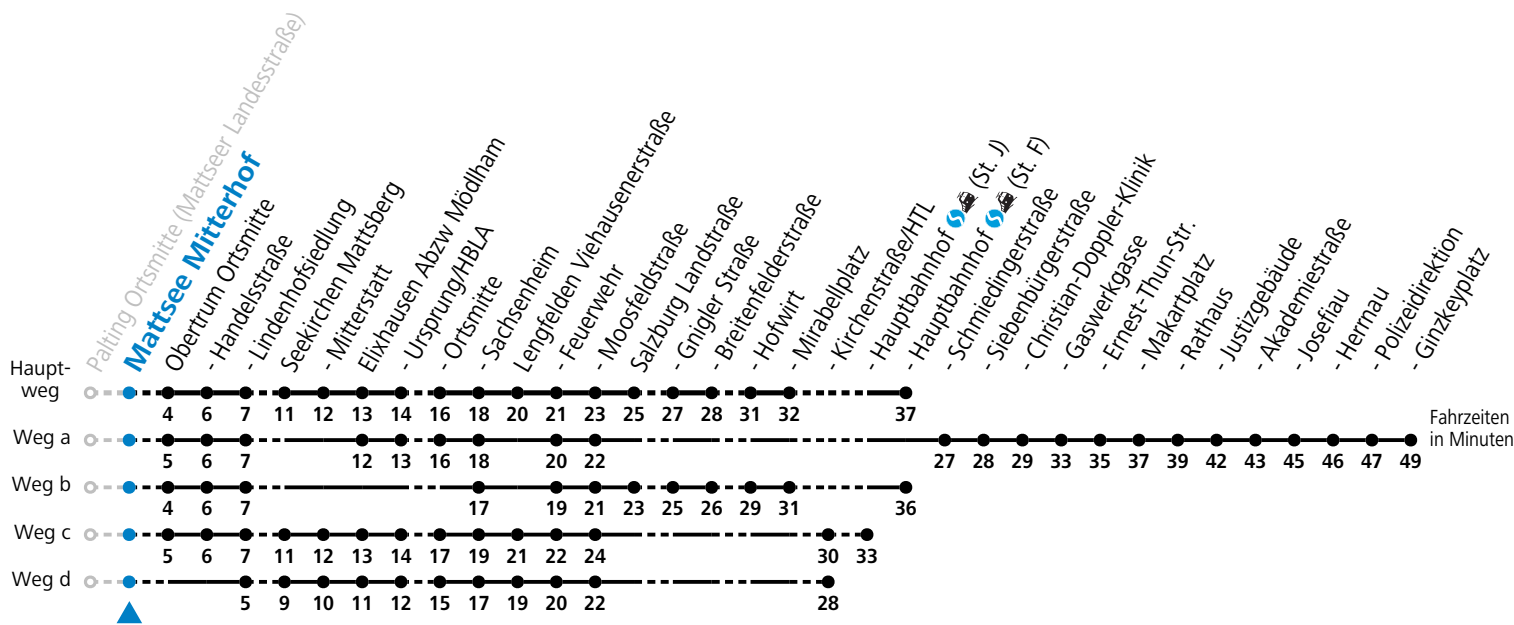 Palting Ortsmitte (Mattseer Landesstraße)
Mattsee Mitterhof
Obertrum Ortsmitte
- Handelsstraße
- Lindenhofsiedlung
Seekirchen Mattsberg
- Mitterstatt
Elixhausen Abzw Mödlham
- Ursprung/HBLA
- Ortsmitte
- Sachsenheim
Lengfelden Viehausenerstraße
- Feuerwehr
- Moosfeldstraße
Salzburg Landstraße
- Gnigler Straße
- Breitenfelderstraße
- Hofwirt
- Mirabellplatz
- Kirchenstraße/HTL
- Hauptbahnhof (St. J)
- Hauptbahnhof (St. F)
- Schmiedingerstraße
- Siebenbürgerstraße
- Christian-Doppler-Klinik
- Gaswerkgasse
- Ernest-Thun-Str.
- Makartplatz
- Rathaus
- Justizgebäude
- Akademiestraße
- Josefiau
- Herrnau
- Polizeidirektion
- Ginzkeyplatz
Haupt-
weg
4 6 7 11 12 13 14 16 18 20 21 23 25 27 28 31 32 37
Fahrzeiten
in Minuten
Weg a
5 6 7 12 13 16 18 20 22 27 28 29 33 35 37 39 42 43 45 46 47 49
Weg b
4 6 7 17 19 21 23 25 26 29 31 36
Weg c
5 6 7 11 12 13 14 17 19 21 22 24 30 33
Weg d
5 9 10 11 12 15 17 19 20 22 28